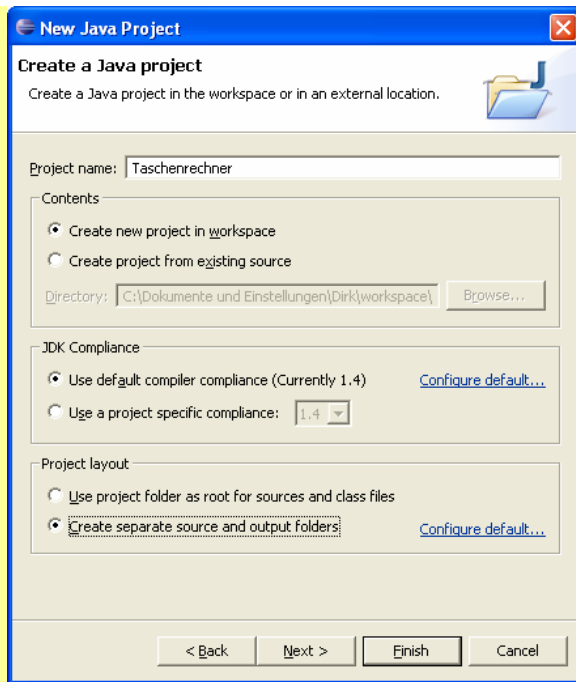 New Java Project
Create a Java project
Create a Java project in the workspace or in an external location.
Project name: Taschenrechner
Contents
Create new project in workspace
Create project from existing source
Directory: C:\Dokumente und Einstellungen\Dirk\workspace\ Browse...
JDK Compliance
Use default compiler compliance (Currently 1.4) Configure default...
Use a project specific compliance: 1.4
Project layout
Use project folder as root for sources and class files
Create separate source and output folders Configure default...
< Back Next > Finish Cancel